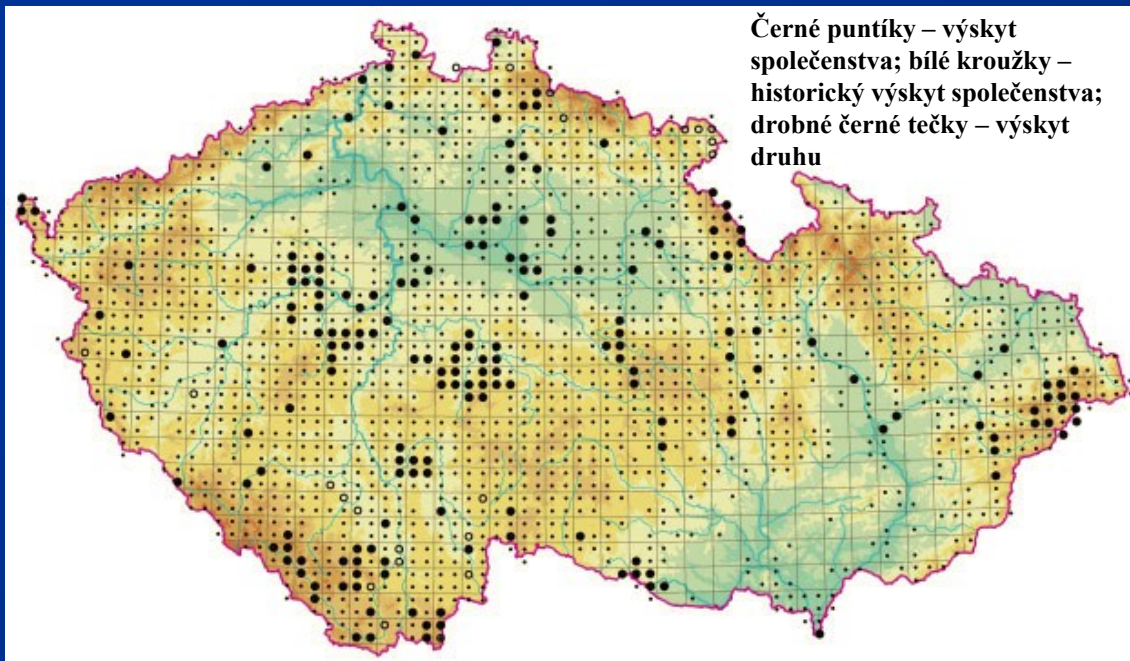 Černé puntíky – výskyt
společenstva; bílé kroužky –
historický výskyt společenstva;
drobné černé tečky – výskyt
druhu